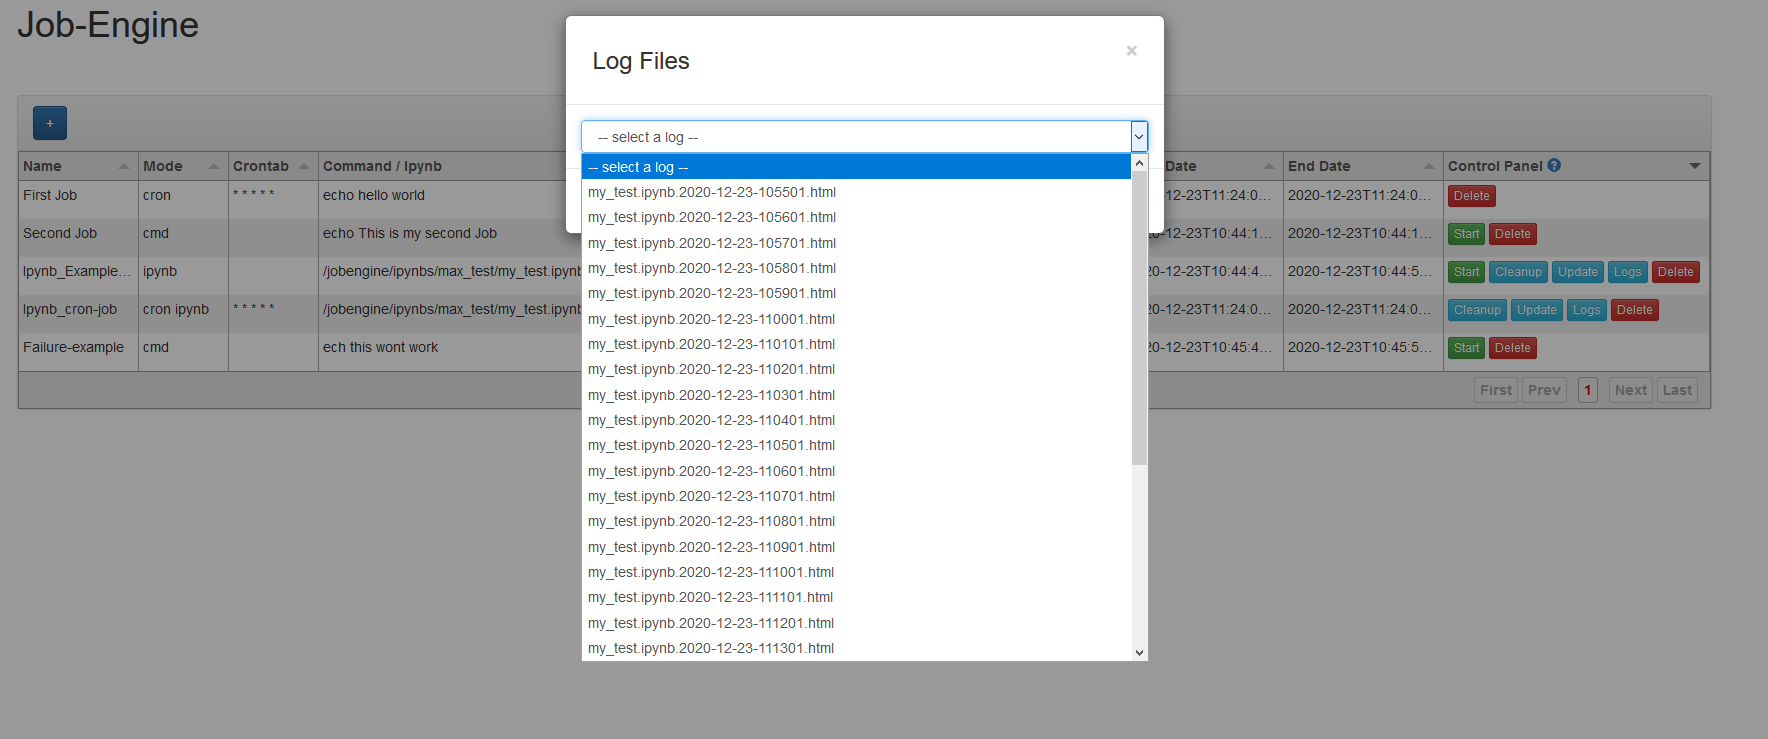 Job-Engine
Log Files
×
+
-- select a log --
Name Mode Crontab Command / Ipynb Date End Date Control Panel ?
First Job cron * * * * * echo hello world 12-23T11:24:0... 2020-12-23T11:24:0... Delete
Second Job cmd echo This is my second Job 20-12-23T10:44:1... 2020-12-23T10:44:1... Start Delete
Ipynb_Example... ipynb /jobengine/ipynbs/max_test/my_test.ipynb 20-12-23T10:44:4... 2020-12-23T10:44:5... Start Cleanup Update Logs Delete
Ipynb_cron-job cron ipynb * * * * * /jobengine/ipynbs/max_test/my_test.ipynb 20-12-23T11:24:0... 2020-12-23T11:24:0... Cleanup Update Logs Delete
Failure-example cmd ech this wont work 20-12-23T10:45:4... 2020-12-23T10:45:5... Start Delete
First Prev 1 Next Last
-- select a log --
my_test.ipynb.2020-12-23-105501.html
my_test.ipynb.2020-12-23-105601.html
my_test.ipynb.2020-12-23-105701.html
my_test.ipynb.2020-12-23-105801.html
my_test.ipynb.2020-12-23-105901.html
my_test.ipynb.2020-12-23-110001.html
my_test.ipynb.2020-12-23-110101.html
my_test.ipynb.2020-12-23-110201.html
my_test.ipynb.2020-12-23-110301.html
my_test.ipynb.2020-12-23-110401.html
my_test.ipynb.2020-12-23-110501.html
my_test.ipynb.2020-12-23-110601.html
my_test.ipynb.2020-12-23-110701.html
my_test.ipynb.2020-12-23-110801.html
my_test.ipynb.2020-12-23-110901.html
my_test.ipynb.2020-12-23-111001.html
my_test.ipynb.2020-12-23-111101.html
my_test.ipynb.2020-12-23-111201.html
my_test.ipynb.2020-12-23-111301.html